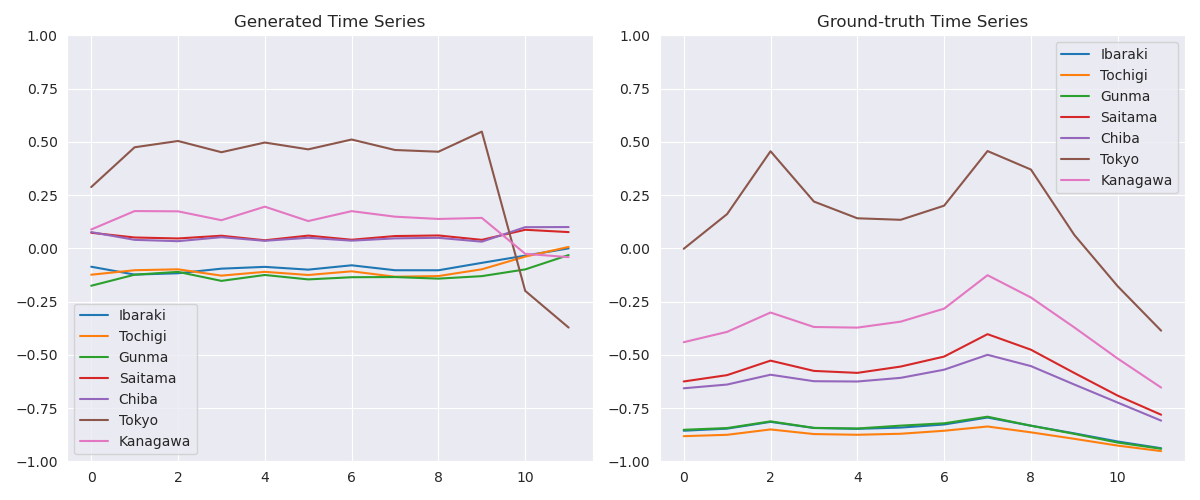 Generated Time Series
1.00
0.75
0.50
0.25
0.00
−0.25
−0.50
−0.75
−1.00
0 2 4 6 8 10
Ibaraki
Tochigi
Gunma
Saitama
Chiba
Tokyo
Kanagawa
Ground-truth Time Series
1.00
0.75
0.50
0.25
0.00
−0.25
−0.50
−0.75
−1.00
0 2 4 6 8 10
Ibaraki
Tochigi
Gunma
Saitama
Chiba
Tokyo
Kanagawa